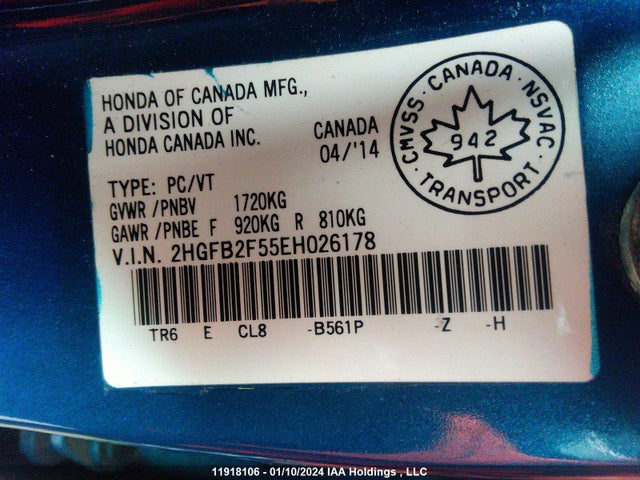 HONDA OF CANADA MFG.,
A DIVISION OF
HONDA CANADA INC.
CANADA
04/'14
CMVSS · CANADA · NSVAC
942
· TRANSPORT ·
TYPE: PC/VT
GVWR /PNBV 1720KG
GAWR /PNBE F 920KG R 810KG
V.I.N. 2HGFB2F55EH026178
TR6 E CL8 -B561P -Z -H
11918106 - 01/10/2024 IAA Holdings , LLC